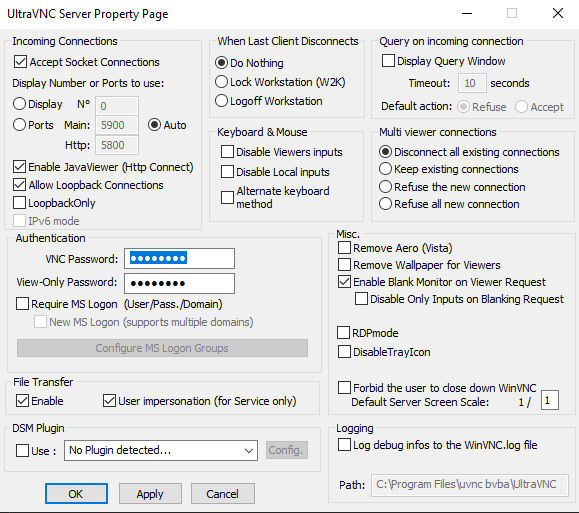 UltraVNC Server Property Page
Incoming Connections
Accept Socket Connections
Display Number or Ports to use:
Display N° 0
Ports Main: 5900 Auto
Http: 5800
Enable JavaViewer (Http Connect)
Allow Loopback Connections
LoopbackOnly
IPv6 mode
When Last Client Disconnects
Do Nothing
Lock Workstation (W2K)
Logoff Workstation
Keyboard & Mouse
Disable Viewers inputs
Disable Local inputs
Alternate keyboard
method
Query on incoming connection
Display Query Window
Timeout: 10 seconds
Default action: Refuse Accept
Multi viewer connections
Disconnect all existing connections
Keep existing connections
Refuse the new connection
Refuse all new connection
Authentication
VNC Password: ●●●●●●●●
View-Only Password: ●●●●●●●●
Require MS Logon (User/Pass./Domain)
New MS Logon (supports multiple domains)
Configure MS Logon Groups
Misc.
Remove Aero (Vista)
Remove Wallpaper for Viewers
Enable Blank Monitor on Viewer Request
Disable Only Inputs on Blanking Request
RDPmode
DisableTrayIcon
Forbid the user to close down WinVNC
Default Server Screen Scale: 1 / 1
File Transfer
Enable User impersonation (for Service only)
DSM Plugin
Use : No Plugin detected... Config.
Logging
Log debug infos to the WinVNC.log file
Path: C:\Program Files\uvnc bvba\UltraVNC
OK Apply Cancel